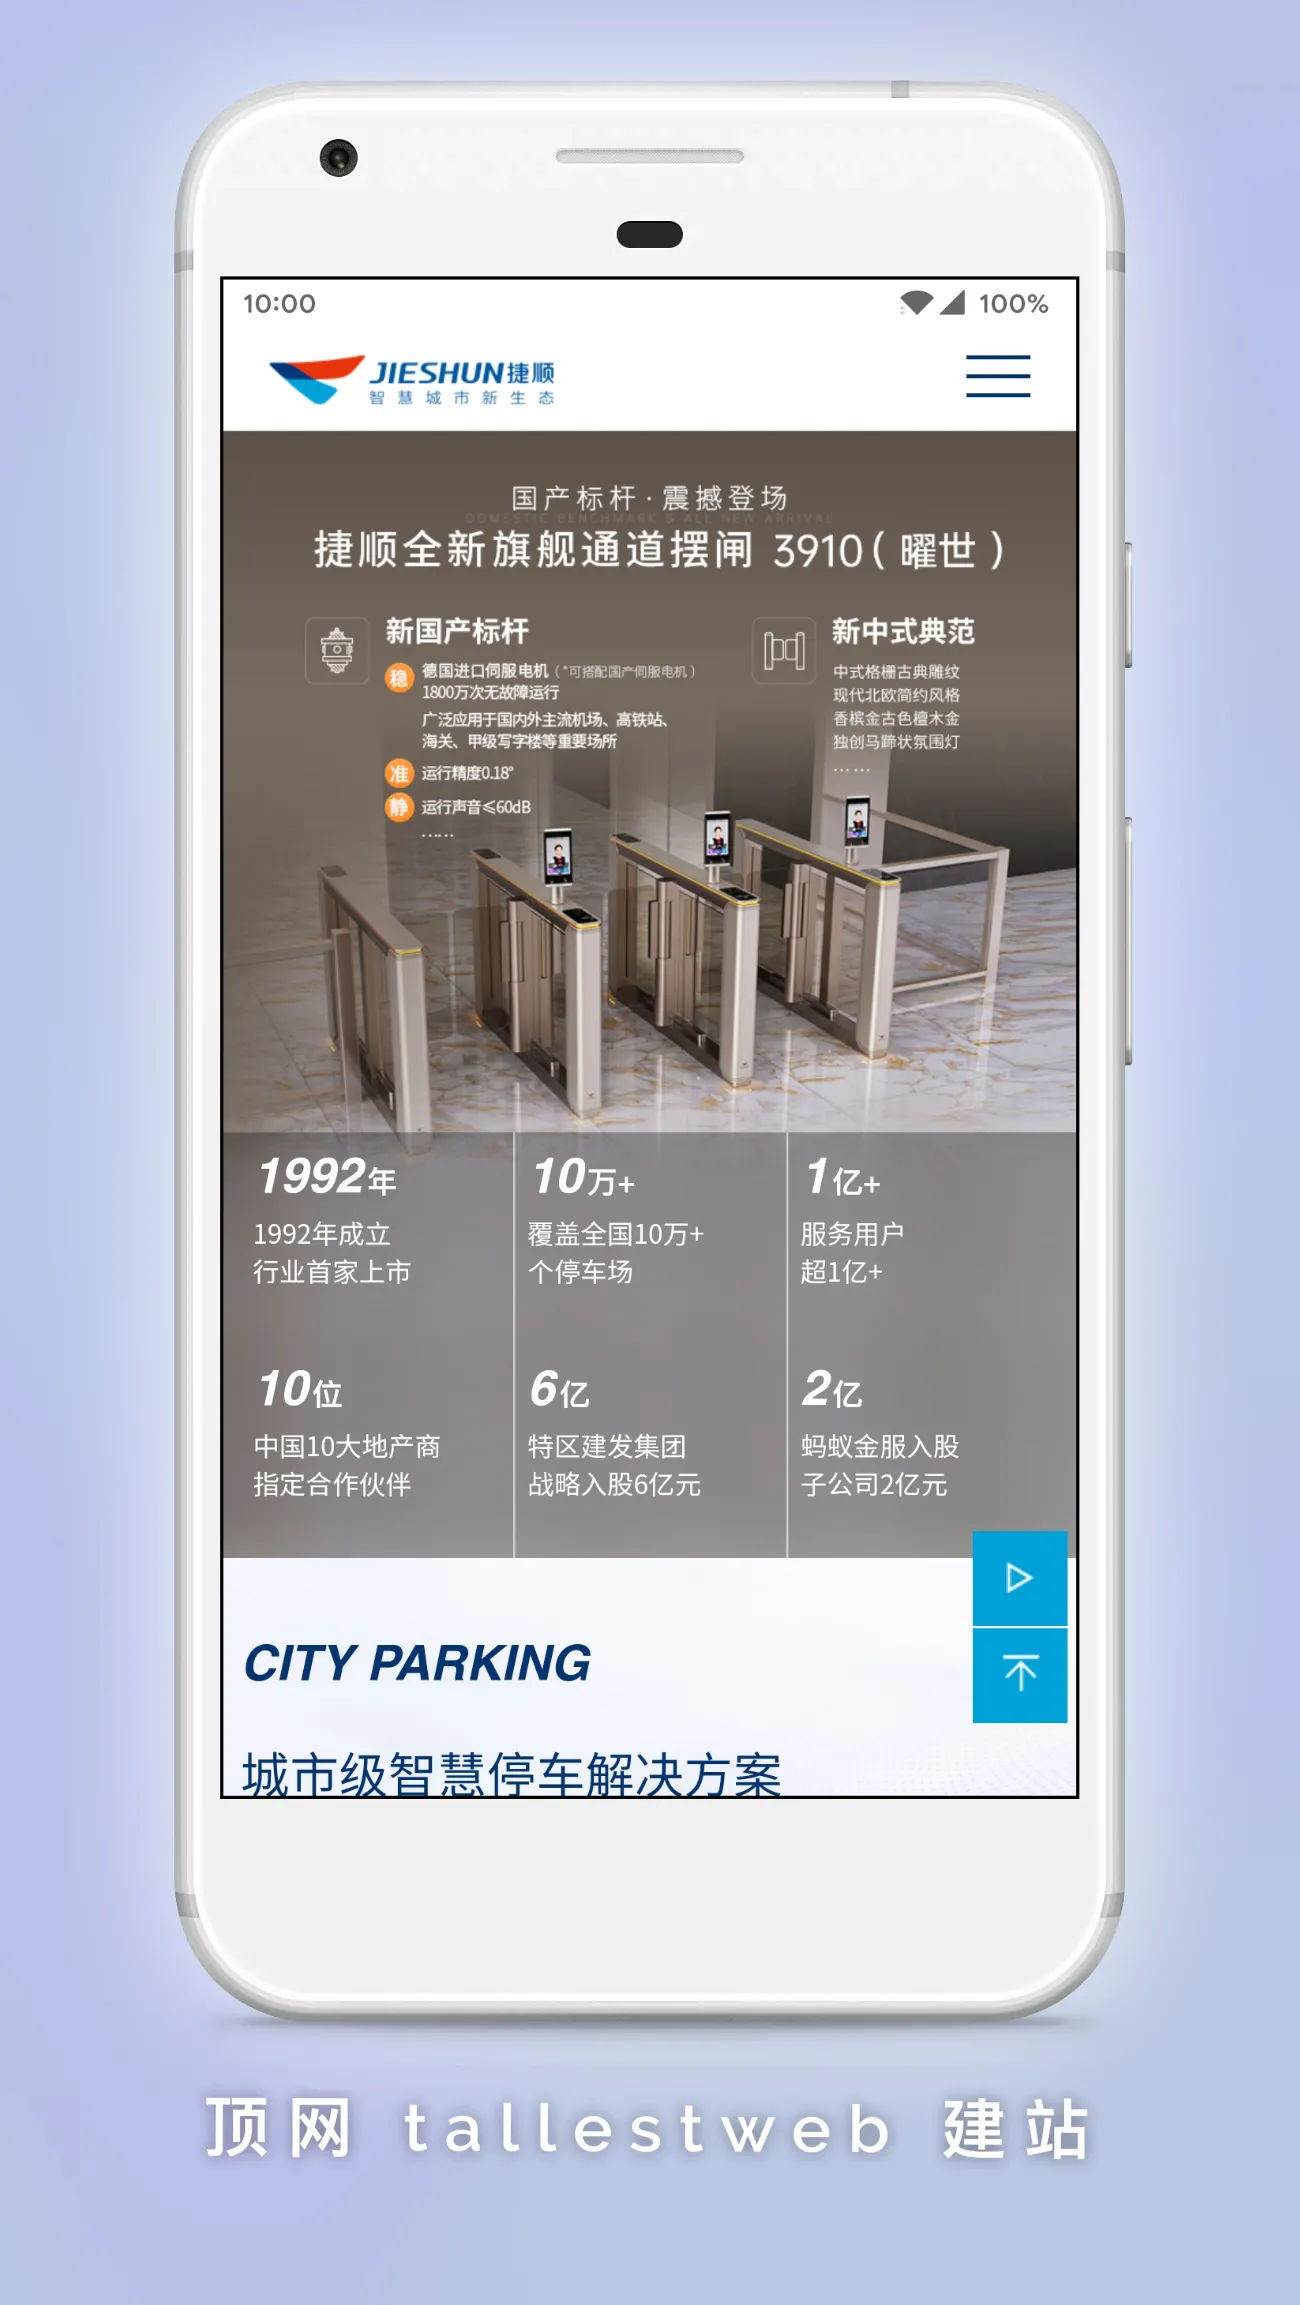 10:00
100%
JIESHUN捷顺
智慧城市新生态
国产标杆·震撼登场
DOMESTIC BENCHMARK & ALL NEW ARRIVAL
捷顺全新旗舰通道摆闸 3910(曜世)
新国产标杆
稳 德国进口伺服电机(*可搭配国产伺服电机)
1800万次无故障运行
广泛应用于国内外主流机场、高铁站、
海关、甲级写字楼等重要场所
准 运行精度0.18°
静 运行声音≤60dB
……
新中式典范
中式格栅古典雕纹
现代北欧简约风格
香槟金古色檀木金
独创马蹄状氛围灯
……
1992年
1992年成立
行业首家上市
10万+
覆盖全国10万+
个停车场
1亿+
服务用户
超1亿+
10位
中国10大地产商
指定合作伙伴
6亿
特区建发集团
战略入股6亿元
2亿
蚂蚁金服入股
子公司2亿元
CITY PARKING
城市级智慧停车解决方案
顶网 tallestweb 建站